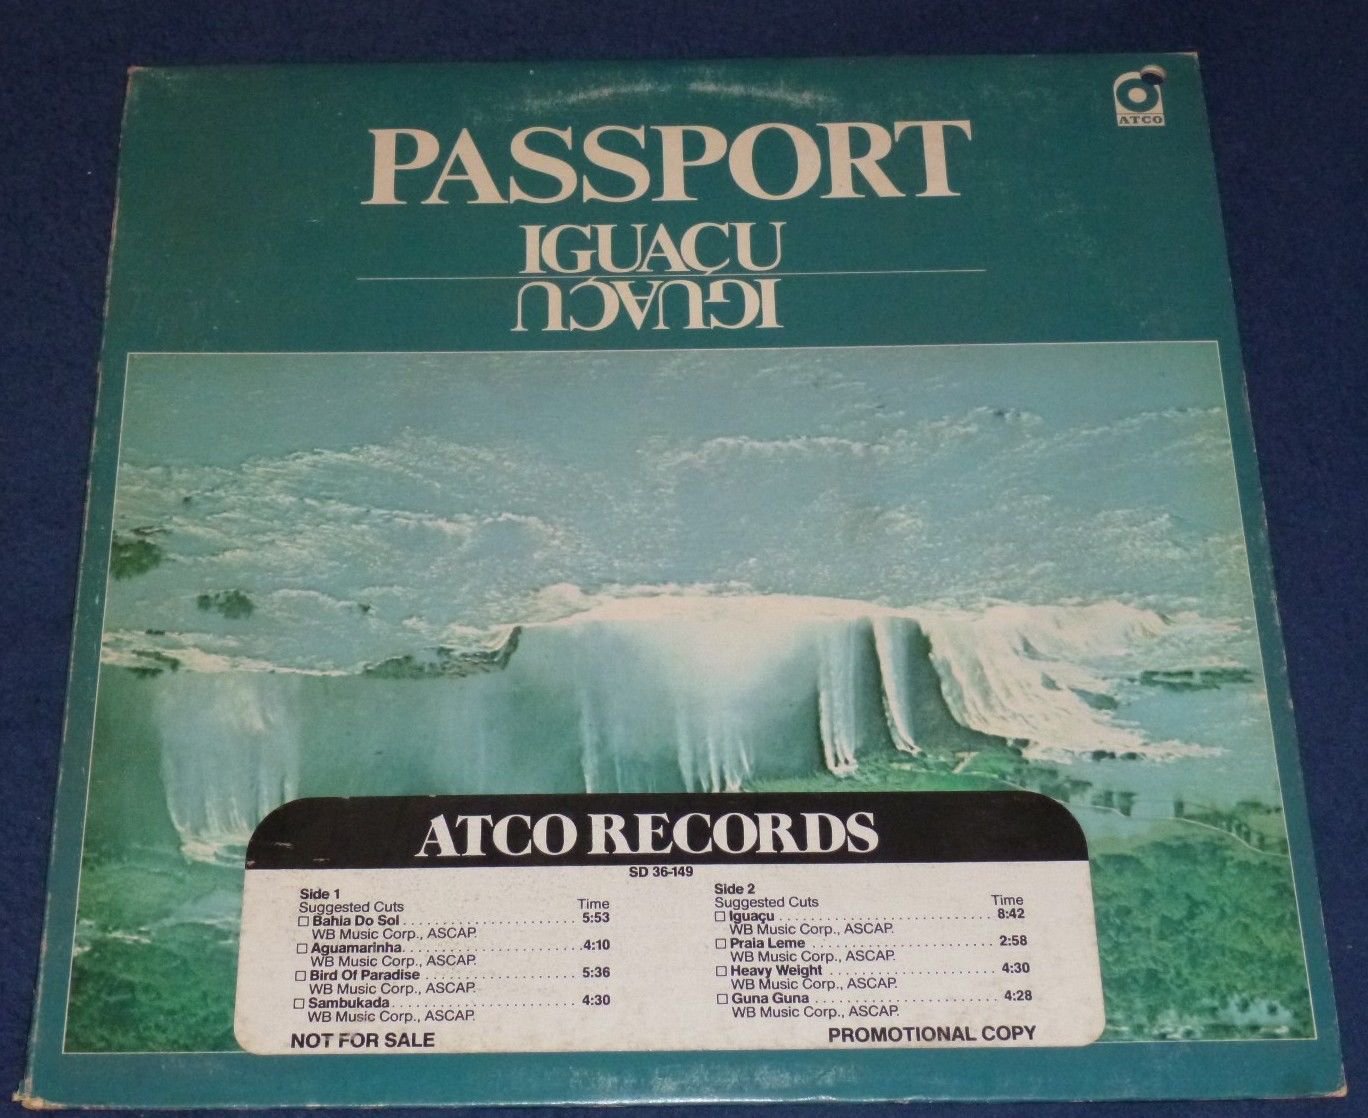 PASSPORT
ATCO
IGUAÇU
IGUAÇU
ATCO RECORDS
SD 36-149
Side 1
Suggested Cuts Time
☐ Bahia Do Sol 5:53
WB Music Corp., ASCAP.
☐ Aguamarinha 4:10
WB Music Corp., ASCAP.
☐ Bird Of Paradise 5:36
WB Music Corp., ASCAP.
☐ Sambukada 4:30
WB Music Corp., ASCAP.
NOT FOR SALE
Side 2
Suggested Cuts Time
☐ Iguaçu 8:42
WB Music Corp., ASCAP.
☐ Praia Leme 2:58
WB Music Corp., ASCAP.
☐ Heavy Weight 4:30
WB Music Corp., ASCAP.
☐ Guna Guna 4:28
WB Music Corp., ASCAP.
PROMOTIONAL COPY